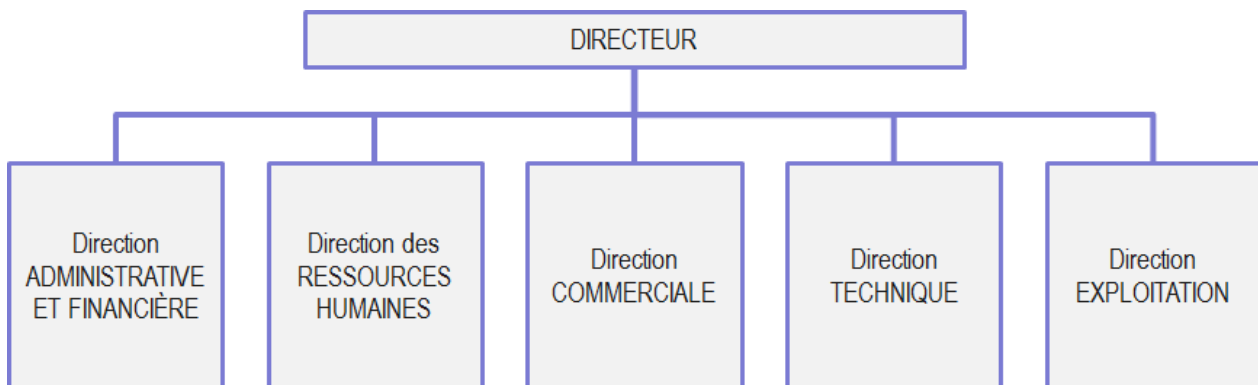 DIRECTEUR
Direction
ADMINISTRATIVE
ET FINANCIÈRE
Direction des
RESSOURCES
HUMAINES
Direction
COMMERCIALE
Direction
TECHNIQUE
Direction
EXPLOITATION